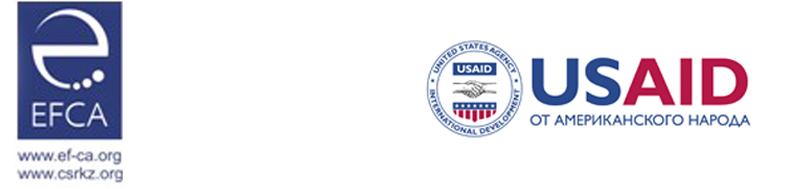 EFCA
www.ef-ca.org
www.csrkz.org
UNITED STATES AGENCY
USAID
INTERNATIONAL DEVELOPMENT
USAID
ОТ АМЕРИКАНСКОГО НАРОДА